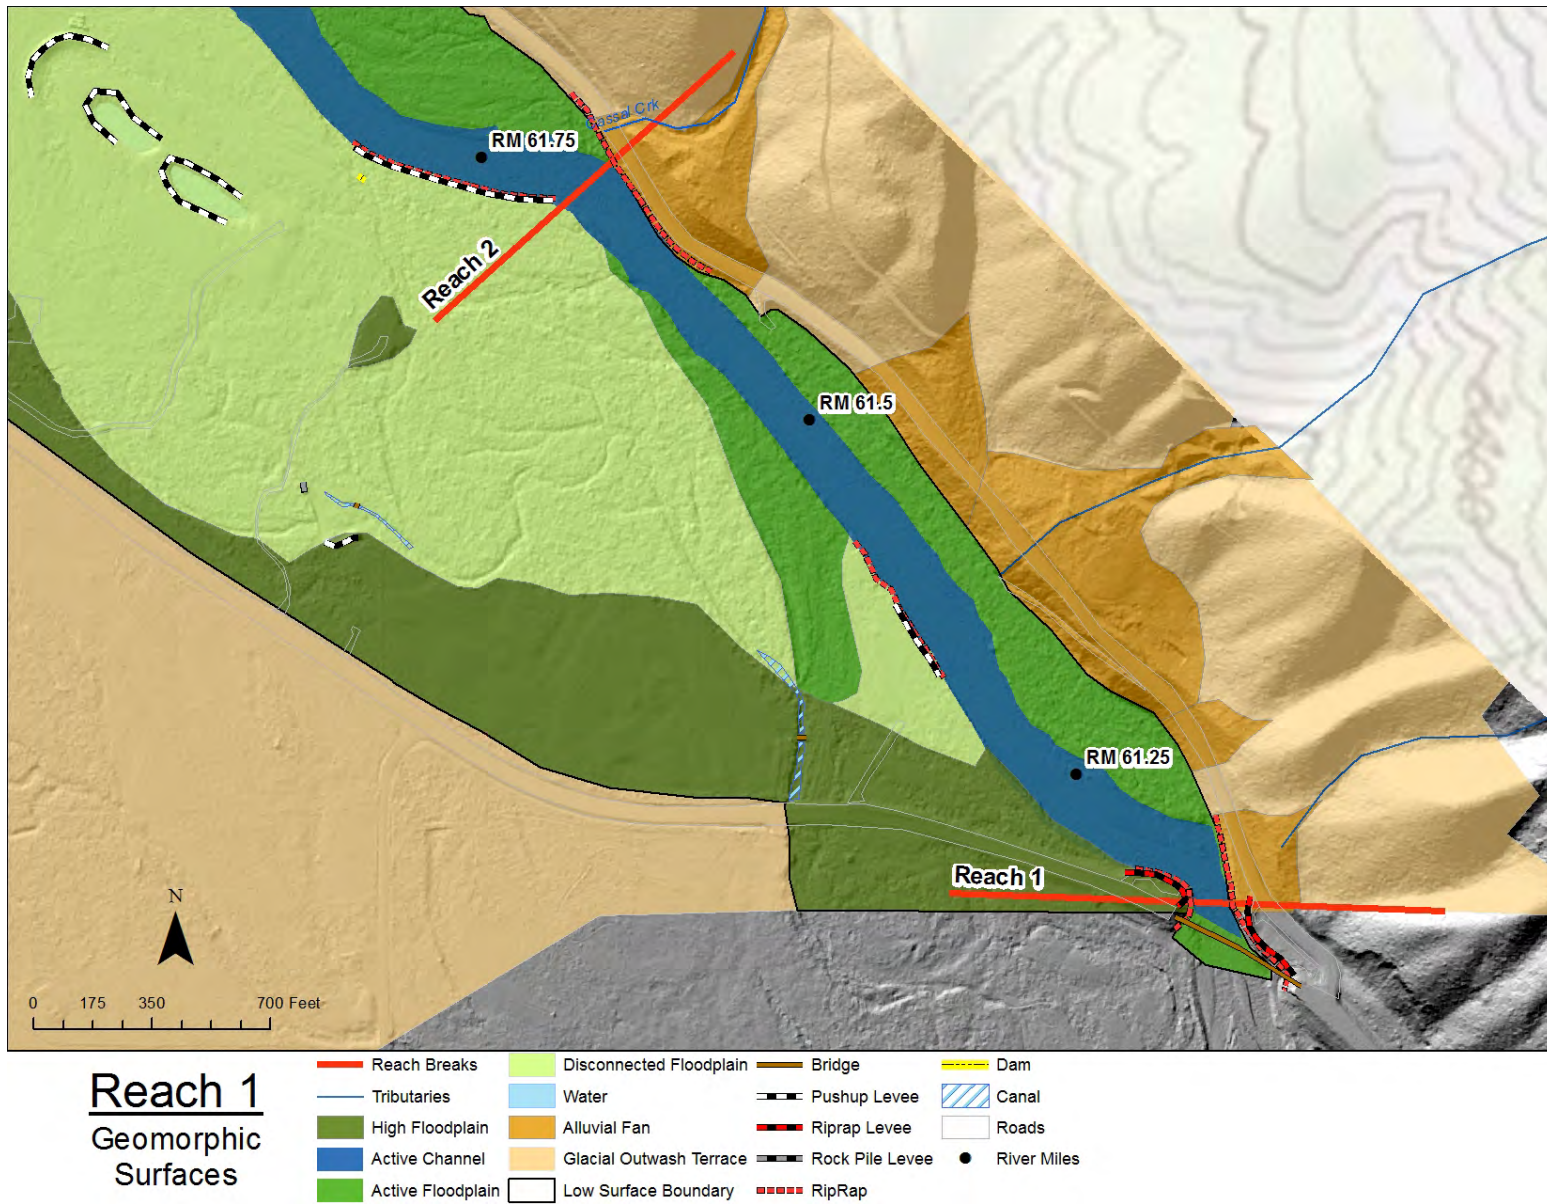 Cassal Crk
RM 61.75
Reach 2
RM 61.5
RM 61.25
Reach 1
N
0 175 350 700 Feet
Reach 1
Geomorphic
Surfaces
Reach Breaks
Tributaries
High Floodplain
Active Channel
Active Floodplain
Disconnected Floodplain
Water
Alluvial Fan
Glacial Outwash Terrace
Low Surface Boundary
Bridge
Pushup Levee
Riprap Levee
Rock Pile Levee
RipRap
Dam
Canal
Roads
River Miles